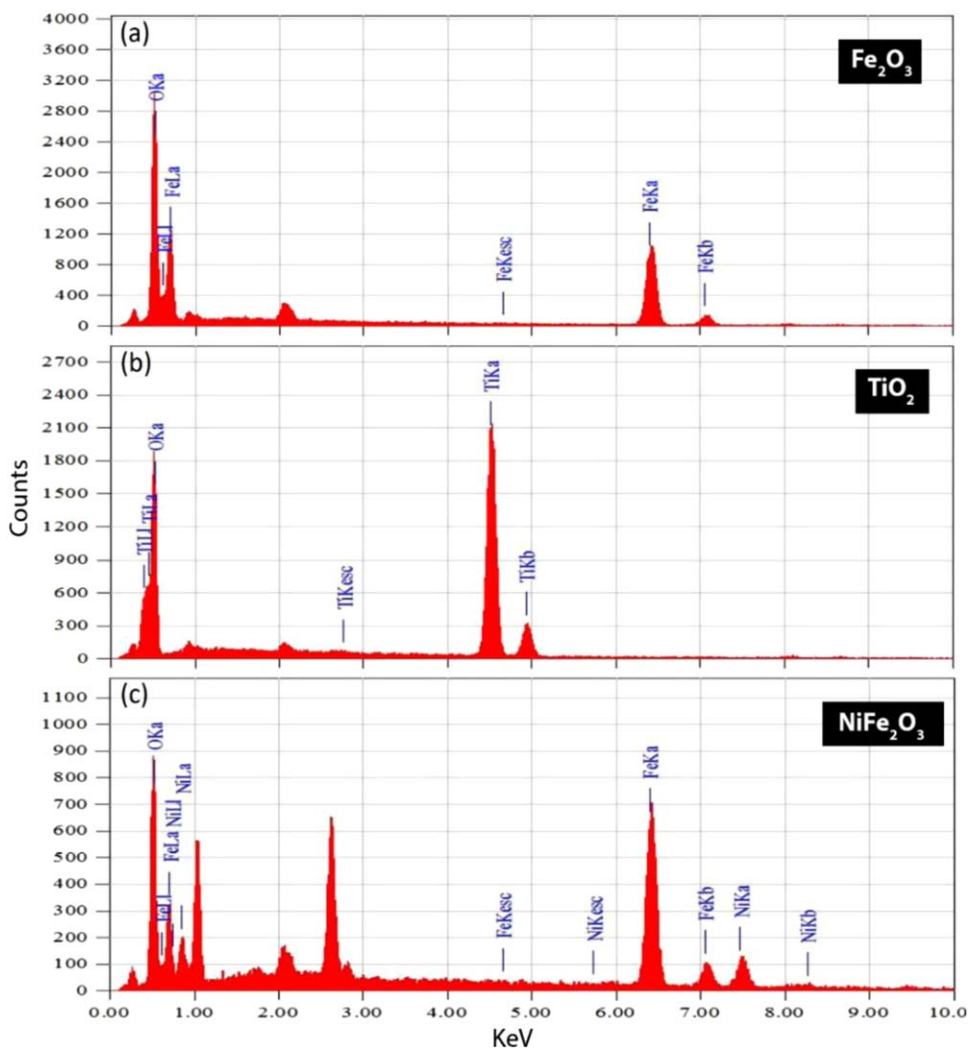 (a)
Fe₂O₃
4000
3600
3200
2800
2400
2000
1600
1200
800
400
0
OKa
FeLl
FeLa
FeKesc
FeKa
FeKb
(b)
TiO₂
2700
2400
2100
1800
1500
1200
900
600
300
0
TiLl
TiLa
OKa
TiKesc
TiKa
TiKb
Counts
(c)
NiFe₂O₃
1100
1000
900
800
700
600
500
400
300
200
100
0
OKa
FeLl
FeLa
NiLl
NiLa
FeKesc
NiKesc
FeKa
FeKb
NiKa
NiKb
0.00 1.00 2.00 3.00 4.00 5.00 6.00 7.00 8.00 9.00 10.0
KeV